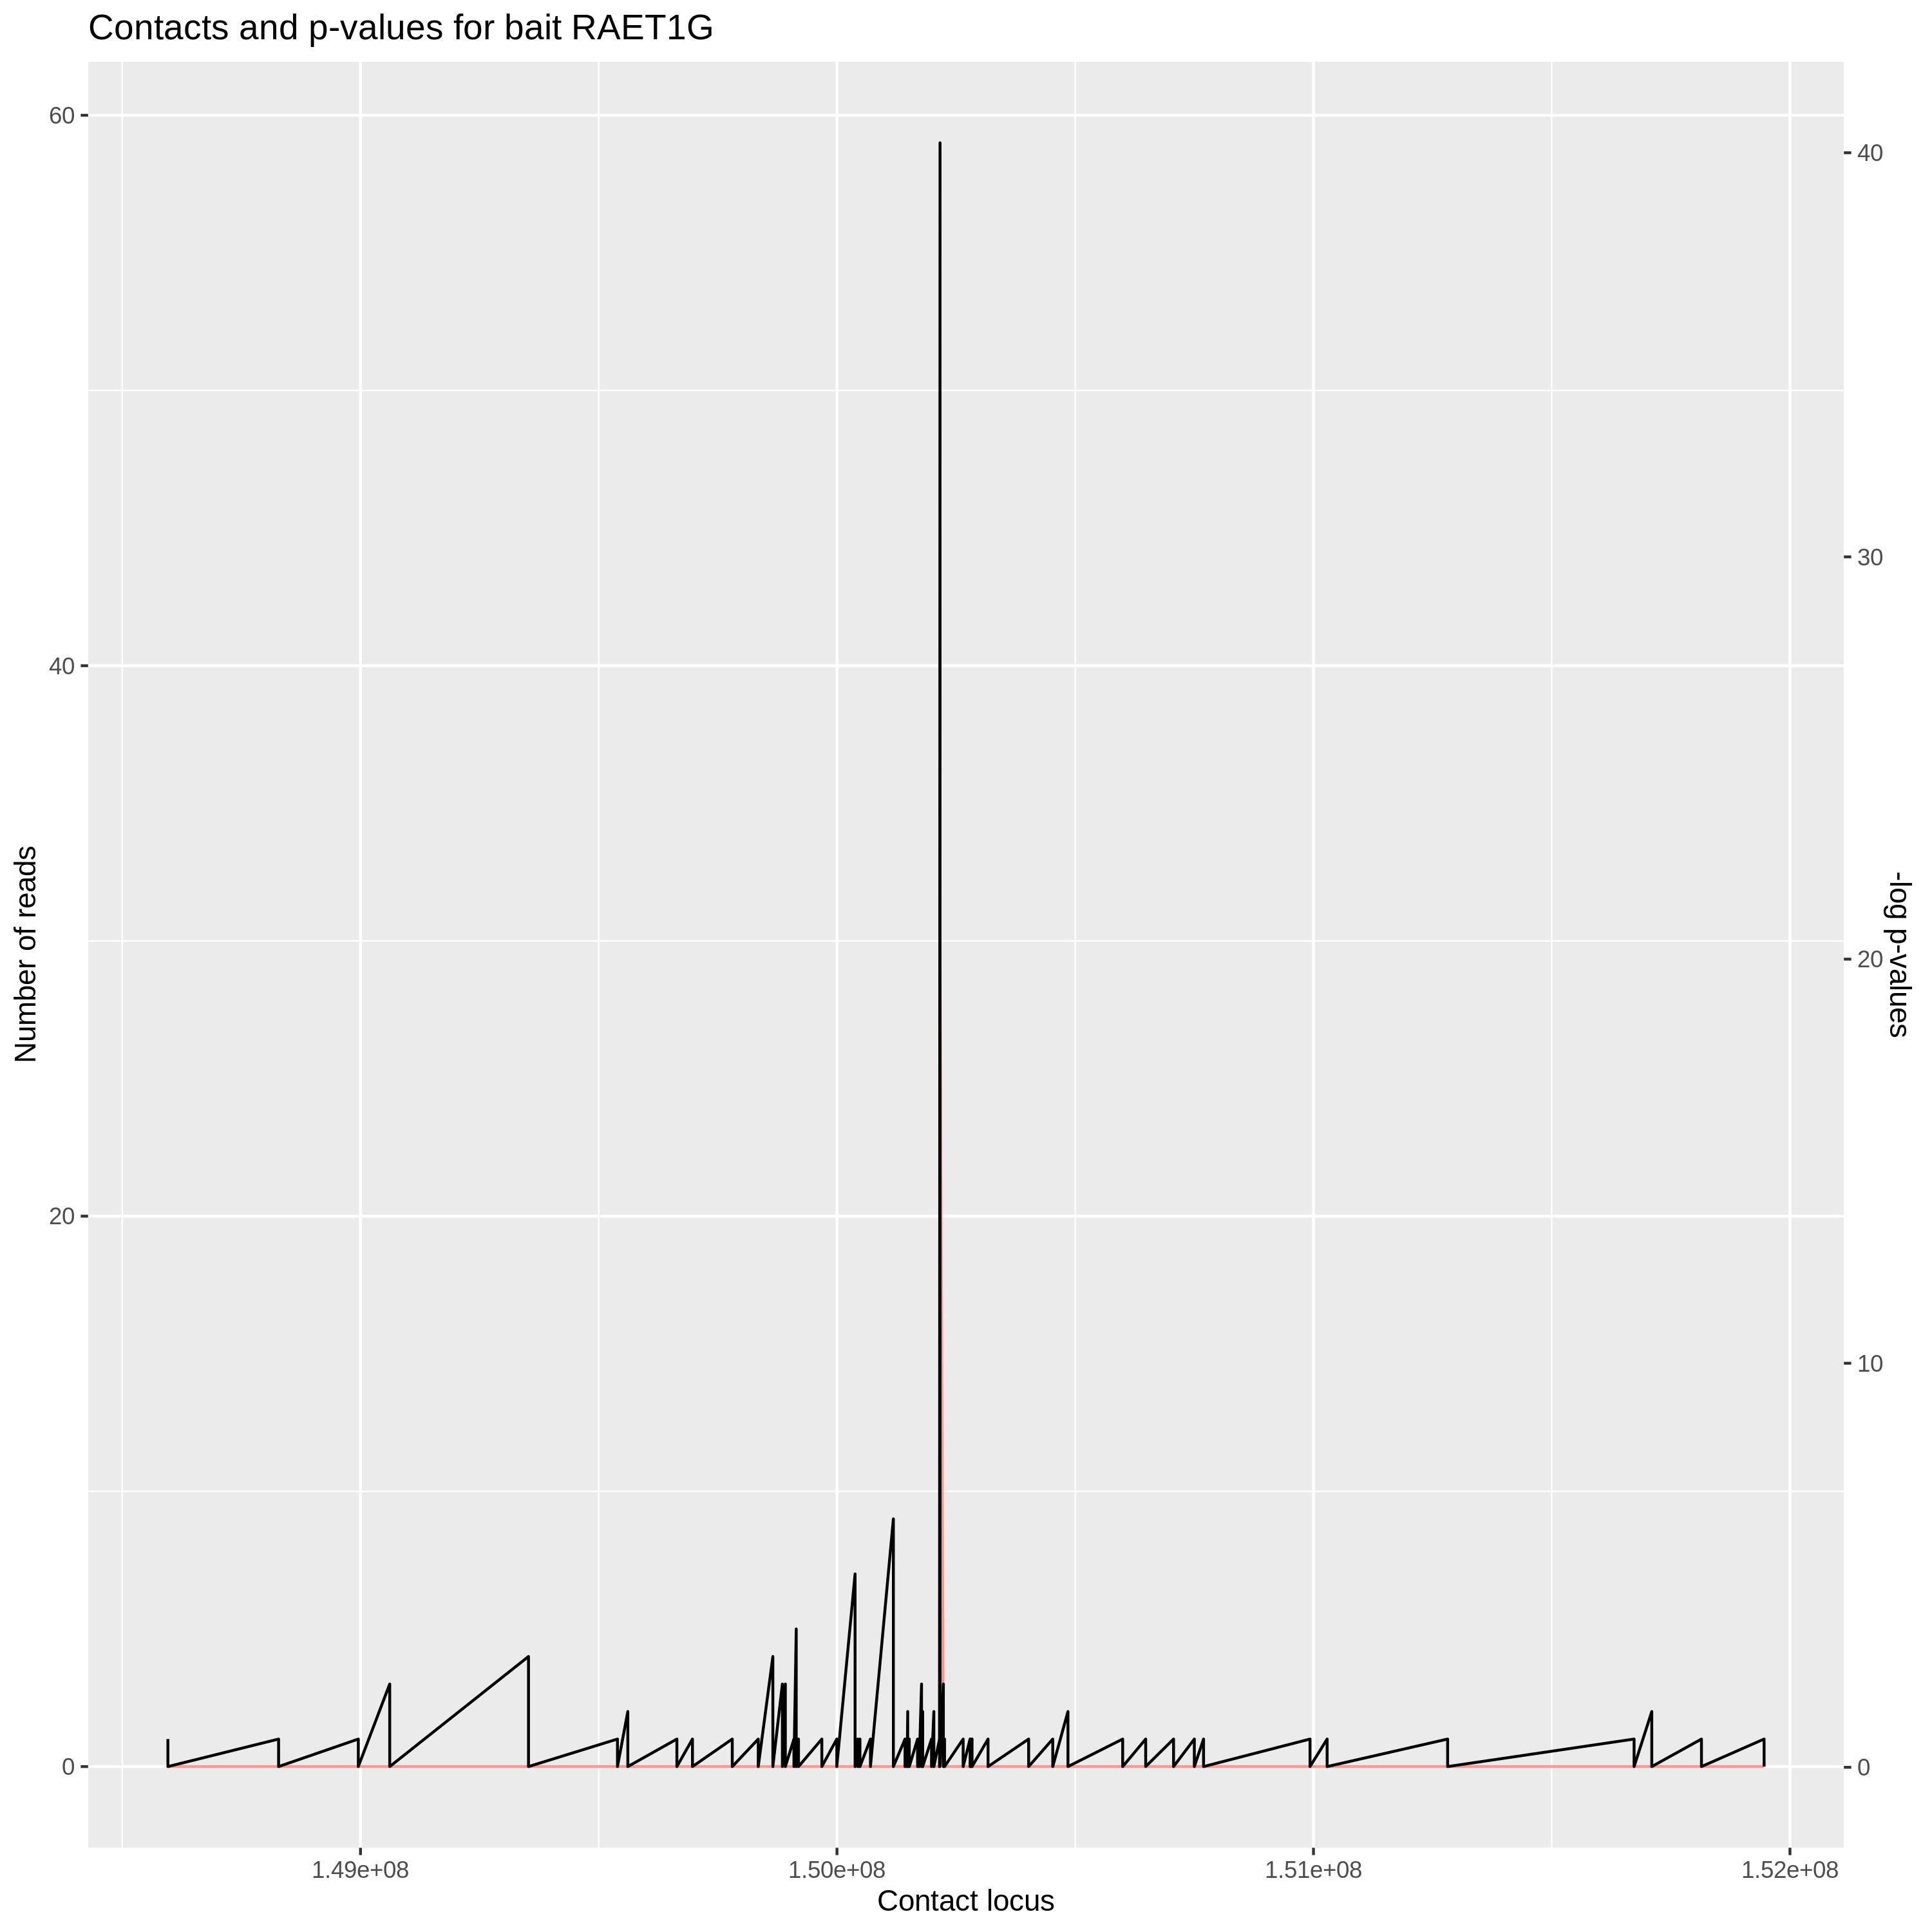 Contacts and p-values for bait RAET1G
60
40
20
0
Number of reads
40
30
20
10
0
-log p-values
1.49e+08
1.50e+08
1.51e+08
1.52e+08
Contact locus